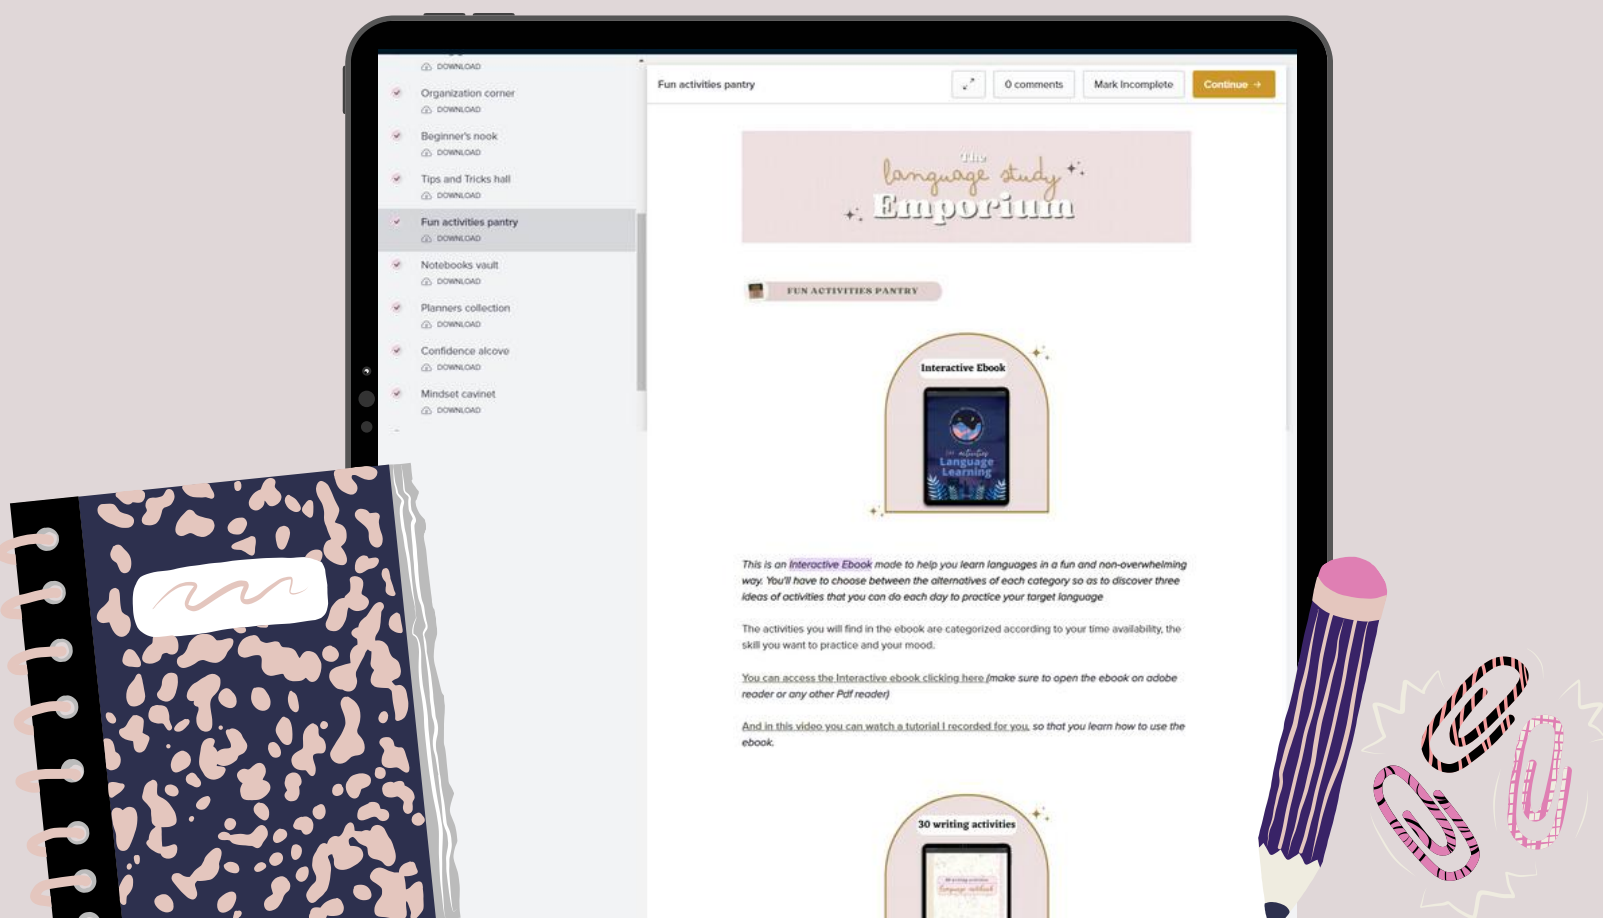 DOWNLOAD
Organization corner
DOWNLOAD
Beginner's nook
DOWNLOAD
Tips and Tricks hall
DOWNLOAD
Fun activities pantry
DOWNLOAD
Notebooks vault
DOWNLOAD
Planners collection
DOWNLOAD
Confidence alcove
DOWNLOAD
Mindset cavinet
DOWNLOAD
Fun activities pantry
0 comments
Mark Incomplete
Continue →
The
language study
Emporium
FUN ACTIVITIES PANTRY
Interactive Ebook
activities
Language
Learning
This is an Interactive Ebook made to help you learn languages in a fun and non-overwhelming
way. You'll have to choose between the alternatives of each category so as to discover three
ideas of activities that you can do each day to practice your target language
The activities you will find in the ebook are categorized according to your time availability, the
skill you want to practice and your mood.
You can access the Interactive ebook clicking here (make sure to open the ebook on adobe
reader or any other Pdf reader)
And in this video you can watch a tutorial I recorded for you, so that you learn how to use the
ebook.
30 writing activities
30 writing activities
language notebook